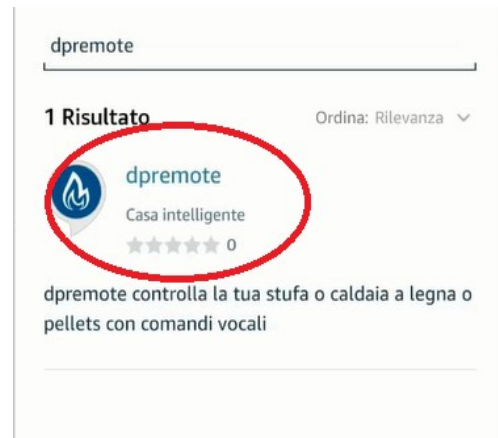 dpremote
1 Risultato
Ordina: Rilevanza
dpremote
Casa intelligente
0
dpremote controlla la tua stufa o caldaia a legna o
pellets con comandi vocali